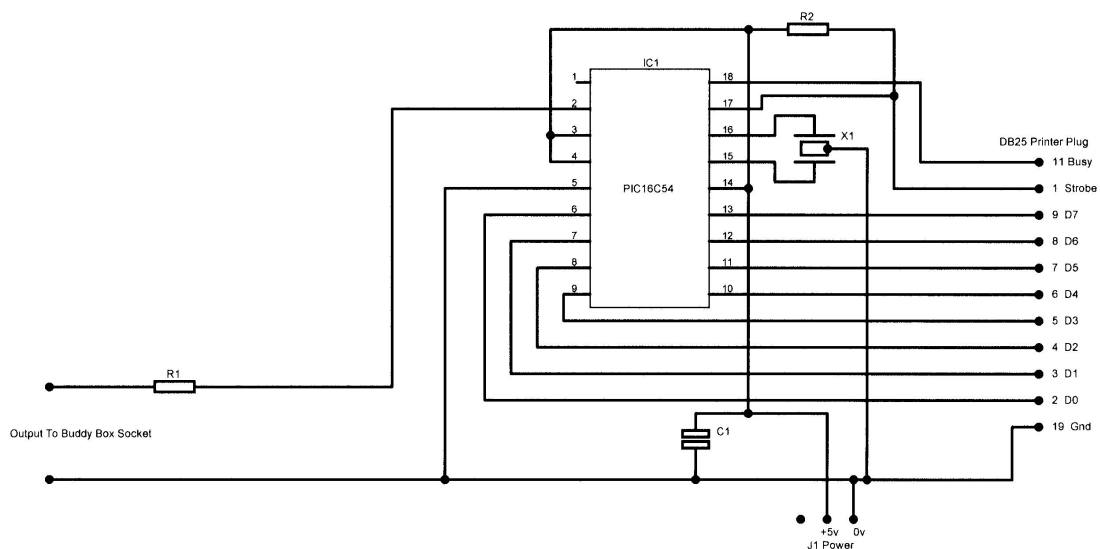 R2
IC1
1 18
2 17
3 16
X1
DB25 Printer Plug
4 15
11 Busy
5 PIC16C54 14
1 Strobe
6 13
9 D7
7 12
8 D6
8 11
7 D5
9 10
6 D4
5 D3
4 D2
R1
3 D1
2 D0
Output To Buddy Box Socket
C1
19 Gnd
+5v 0v
J1 Power